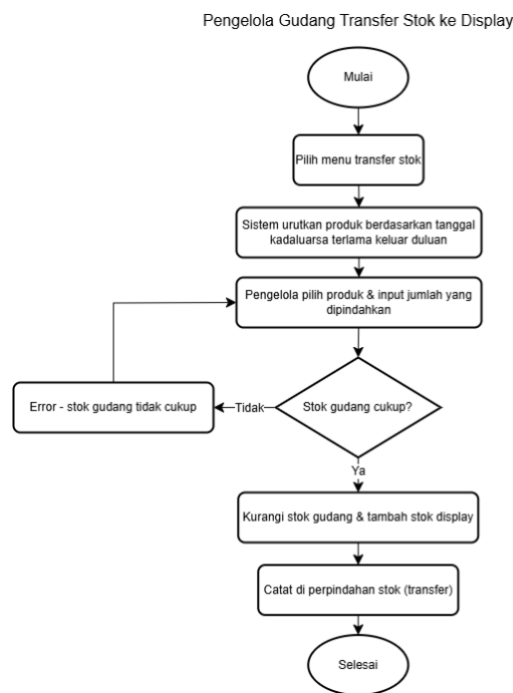 Pengelola Gudang Transfer Stok ke Display
Mulai
Pilih menu transfer stok
Sistem urutkan produk berdasarkan tanggal
kadaluarsa terlama keluar duluan
Pengelola pilih produk & input jumlah yang
dipindahkan
Error - stok gudang tidak cukup
Tidak
Stok gudang cukup?
Ya
Kurangi stok gudang & tambah stok display
Catat di perpindahan stok (transfer)
Selesai